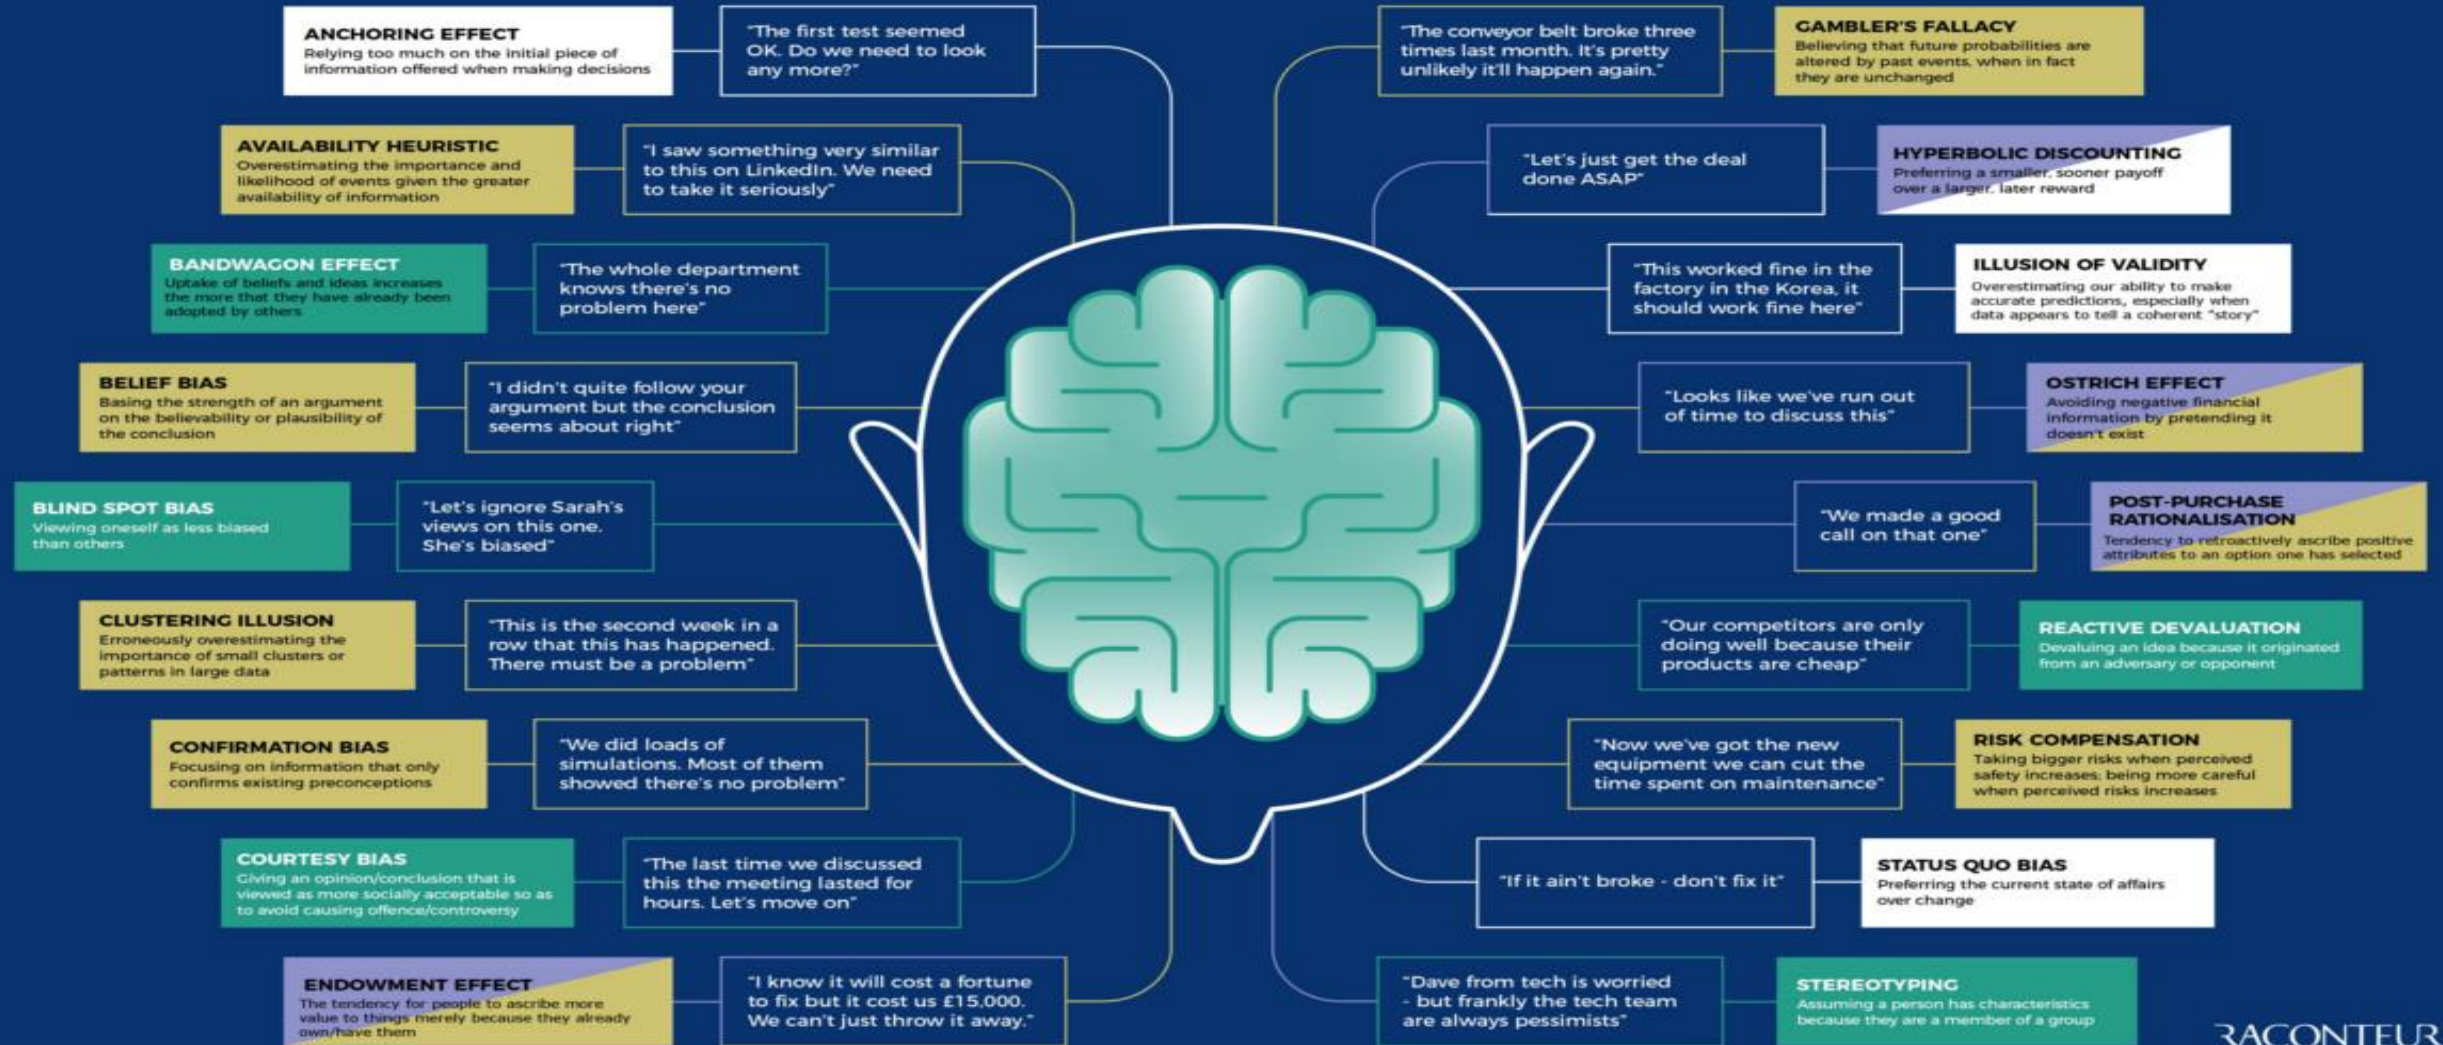 ANCHORING EFFECT
Relying too much on the initial piece of
information offered when making decisions
"The first test seemed
OK. Do we need to look
any more?"
AVAILABILITY HEURISTIC
Overestimating the importance and
likelihood of events given the greater
availability of information
"I saw something very similar
to this on LinkedIn. We need
to take it seriously"
BANDWAGON EFFECT
Uptake of beliefs and ideas increases
the more that they have already been
adopted by others
"The whole department
knows there's no
problem here"
BELIEF BIAS
Basing the strength of an argument
on the believability or plausibility of
the conclusion
"I didn't quite follow your
argument but the conclusion
seems about right"
BLIND SPOT BIAS
Viewing oneself as less biased
than others
"Let's ignore Sarah's
views on this one.
She's biased"
CLUSTERING ILLUSION
Erroneously overestimating the
importance of small clusters or
patterns in large data
"This is the second week in a
row that this has happened.
There must be a problem"
CONFIRMATION BIAS
Focusing on information that only
confirms existing preconceptions
"We did loads of
simulations. Most of them
showed there's no problem"
COURTESY BIAS
Giving an opinion/conclusion that is
viewed as more socially acceptable so as
to avoid causing offence/controversy
"The last time we discussed
this the meeting lasted for
hours. Let's move on"
ENDOWMENT EFFECT
The tendency for people to ascribe more
value to things merely because they already
own/have them
"I know it will cost a fortune
to fix but it cost us £15,000.
We can't just throw it away."
"The conveyor belt broke three
times last month. It's pretty
unlikely it'll happen again."
GAMBLER'S FALLACY
Believing that future probabilities are
altered by past events, when in fact
they are unchanged
"Let's just get the deal
done ASAP"
HYPERBOLIC DISCOUNTING
Preferring a smaller, sooner payoff
over a larger, later reward
"This worked fine in the
factory in the Korea, it
should work fine here"
ILLUSION OF VALIDITY
Overestimating our ability to make
accurate predictions, especially when
data appears to tell a coherent "story"
"Looks like we've run out
of time to discuss this"
OSTRICH EFFECT
Avoiding negative financial
information by pretending it
doesn't exist
"We made a good
call on that one"
POST-PURCHASE
RATIONALISATION
Tendency to retroactively ascribe positive
attributes to an option one has selected
"Our competitors are only
doing well because their
products are cheap"
REACTIVE DEVALUATION
Devaluing an idea because it originated
from an adversary or opponent
"Now we've got the new
equipment we can cut the
time spent on maintenance"
RISK COMPENSATION
Taking bigger risks when perceived
safety increases; being more careful
when perceived risks increases
"If it ain't broke - don't fix it"
STATUS QUO BIAS
Preferring the current state of affairs
over change
"Dave from tech is worried
- but frankly the tech team
are always pessimists"
STEREOTYPING
Assuming a person has characteristics
because they are a member of a group
RACONTEUR